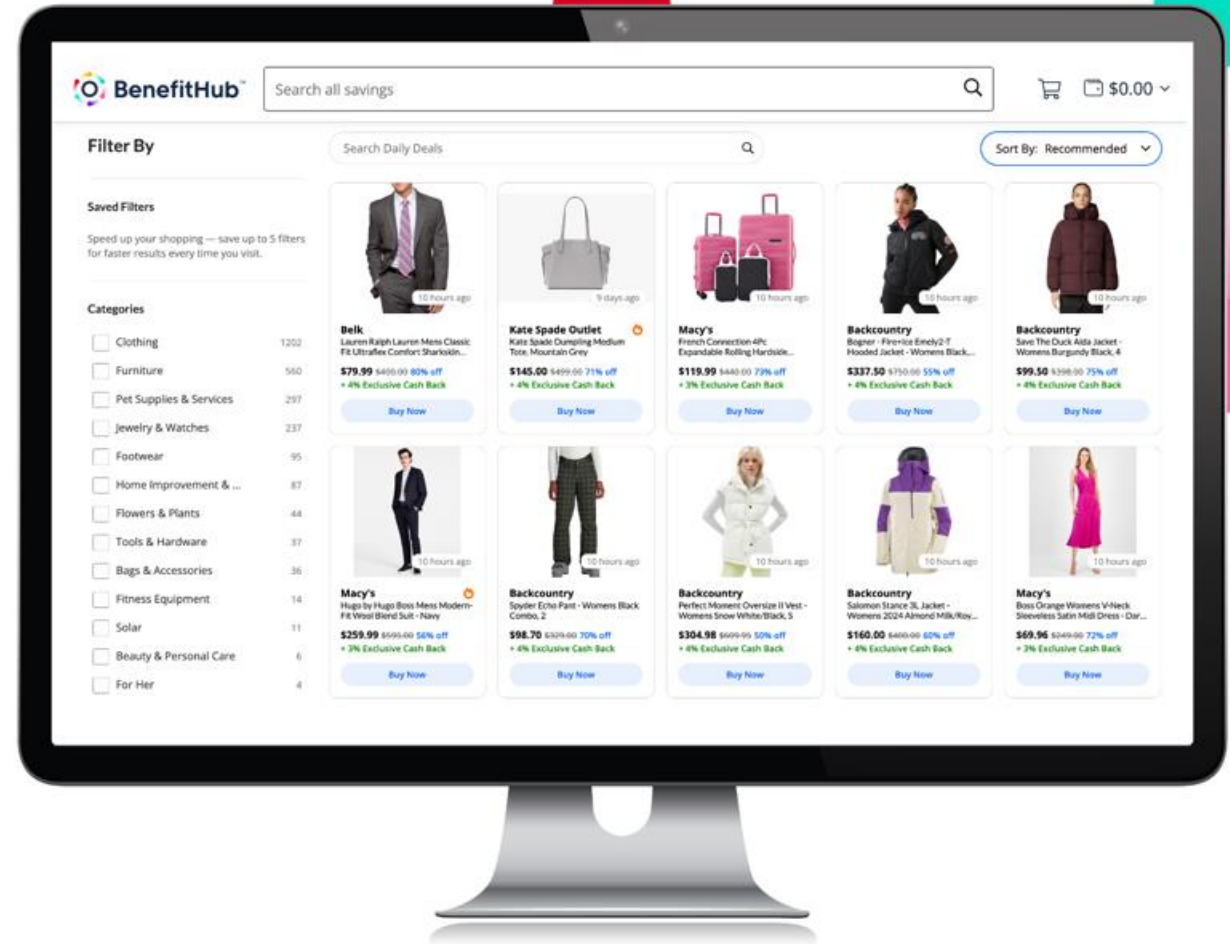 BenefitHub™
Search all savings
$0.00
Filter By
Search Daily Deals
Sort By: Recommended
Saved Filters
Speed up your shopping — save up to 5 filters
for faster results every time you visit.
Categories
Clothing 1202
Furniture 560
Pet Supplies & Services 297
Jewelry & Watches 237
Footwear 95
Home Improvement & ... 87
Flowers & Plants 44
Tools & Hardware 37
Bags & Accessories 36
Fitness Equipment 14
Solar 11
Beauty & Personal Care 6
For Her 4
10 hours ago
Belk
Lauren Ralph Lauren Mens Classic
Fit Ultraflex Comfort Sharkskin...
$79.99 $400.00 80% off
+ 4% Exclusive Cash Back
Buy Now
9 days ago
Kate Spade Outlet
Kate Spade Dumpling Medium
Tote, Mountain Grey
$145.00 $499.00 71% off
+ 4% Exclusive Cash Back
Buy Now
10 hours ago
Macy's
French Connection 4Pc
Expandable Rolling Hardside...
$119.99 $440.00 73% off
+ 3% Exclusive Cash Back
Buy Now
10 hours ago
Backcountry
Bogner - Fire+Ice Emely2-T
Hooded Jacket - Womens Black,...
$337.50 $750.00 55% off
+ 4% Exclusive Cash Back
Buy Now
10 hours ago
Backcountry
Save The Duck Aida Jacket -
Womens Burgundy Black, 4
$99.50 $398.00 75% off
+ 4% Exclusive Cash Back
Buy Now
10 hours ago
Macy's
Hugo by Hugo Boss Mens Modern-
Fit Wool Blend Suit - Navy
$259.99 $595.00 56% off
+ 3% Exclusive Cash Back
Buy Now
10 hours ago
Backcountry
Spyder Echo Pant - Womens Black
Combo, 2
$98.70 $329.00 70% off
+ 4% Exclusive Cash Back
Buy Now
10 hours ago
Backcountry
Perfect Moment Oversize II Vest -
Womens Snow White/Black, S
$304.98 $609.95 50% off
+ 4% Exclusive Cash Back
Buy Now
10 hours ago
Backcountry
Salomon Stance 3L Jacket -
Womens 2024 Almond Milk/Roy...
$160.00 $400.00 60% off
+ 4% Exclusive Cash Back
Buy Now
10 hours ago
Macy's
Boss Orange Womens V-Neck
Sleeveless Satin Midi Dress - Dar...
$69.96 $249.00 72% off
+ 3% Exclusive Cash Back
Buy Now